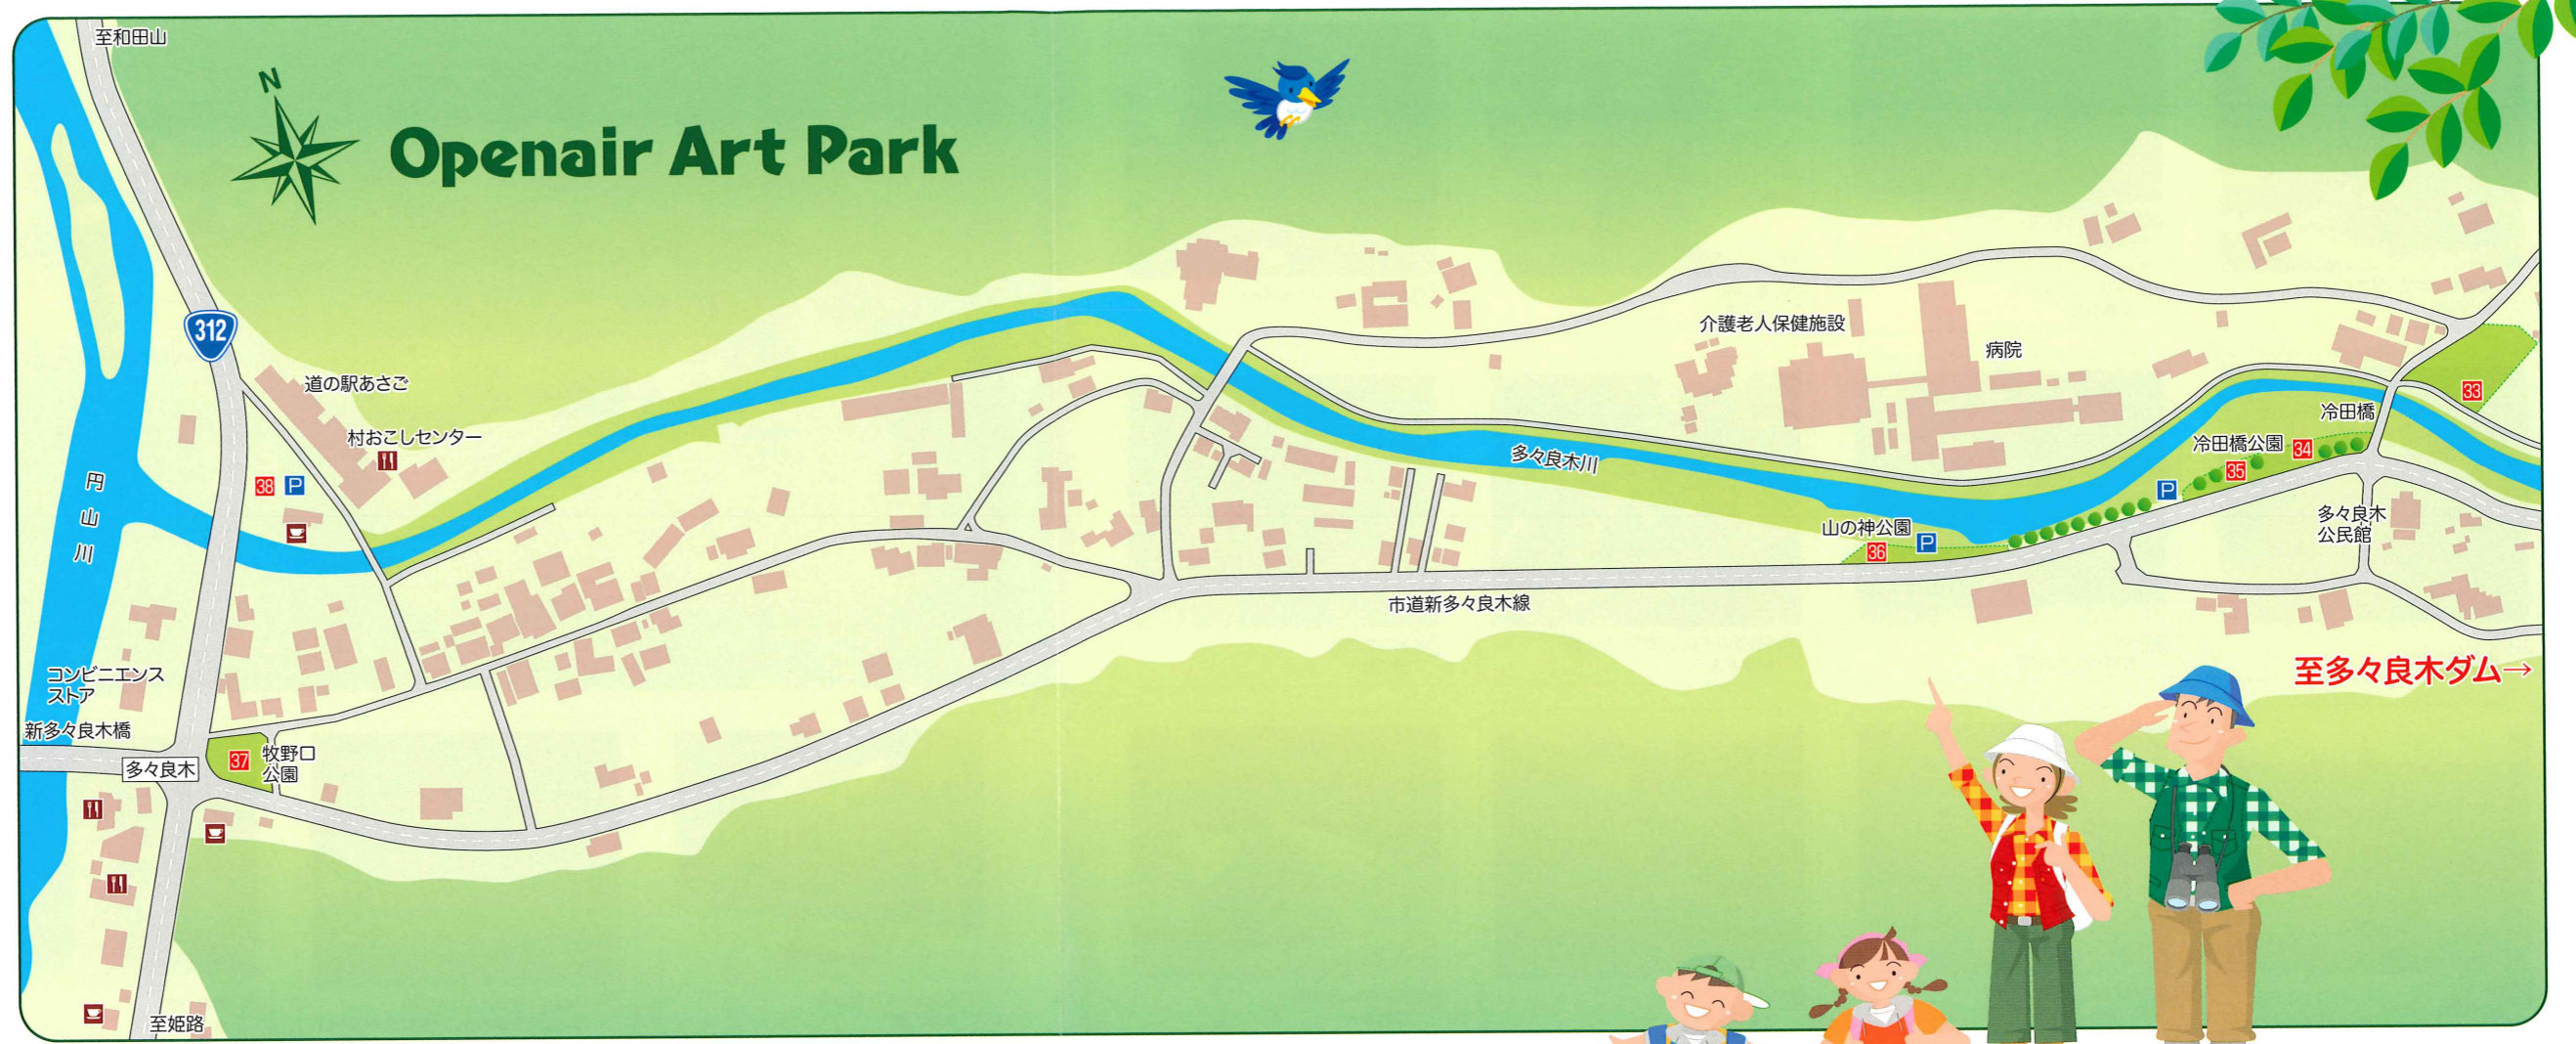 至和田山
N
Openair Art Park
312
道の駅あさご
村おこしセンター
38
P
円山川
コンビニエンス
ストア
新多々良木橋
多々良木
37
牧野口
公園
至姫路
介護老人保健施設
病院
多々良木川
市道新多々良木線
山の神公園
36
P
P
冷田橋公園
34
35
冷田橋
33
多々良木
公民館
至多々良木ダム→